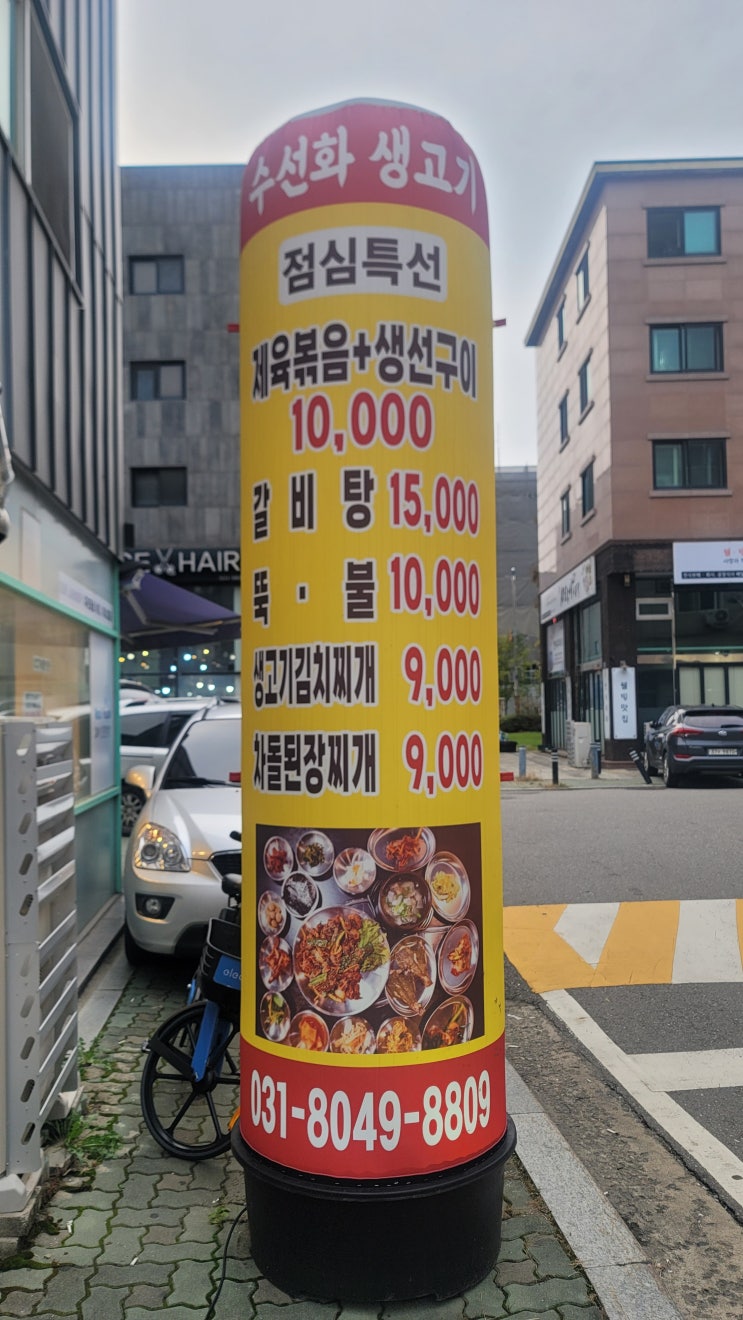 수선화 생고기
점심특선
제육볶음+생선구이
10,000
갈비탕 15,000
뚝·불 10,000
생고기김치찌개 9,000
차돌된장찌개 9,000
031-8049-8809
HAIR